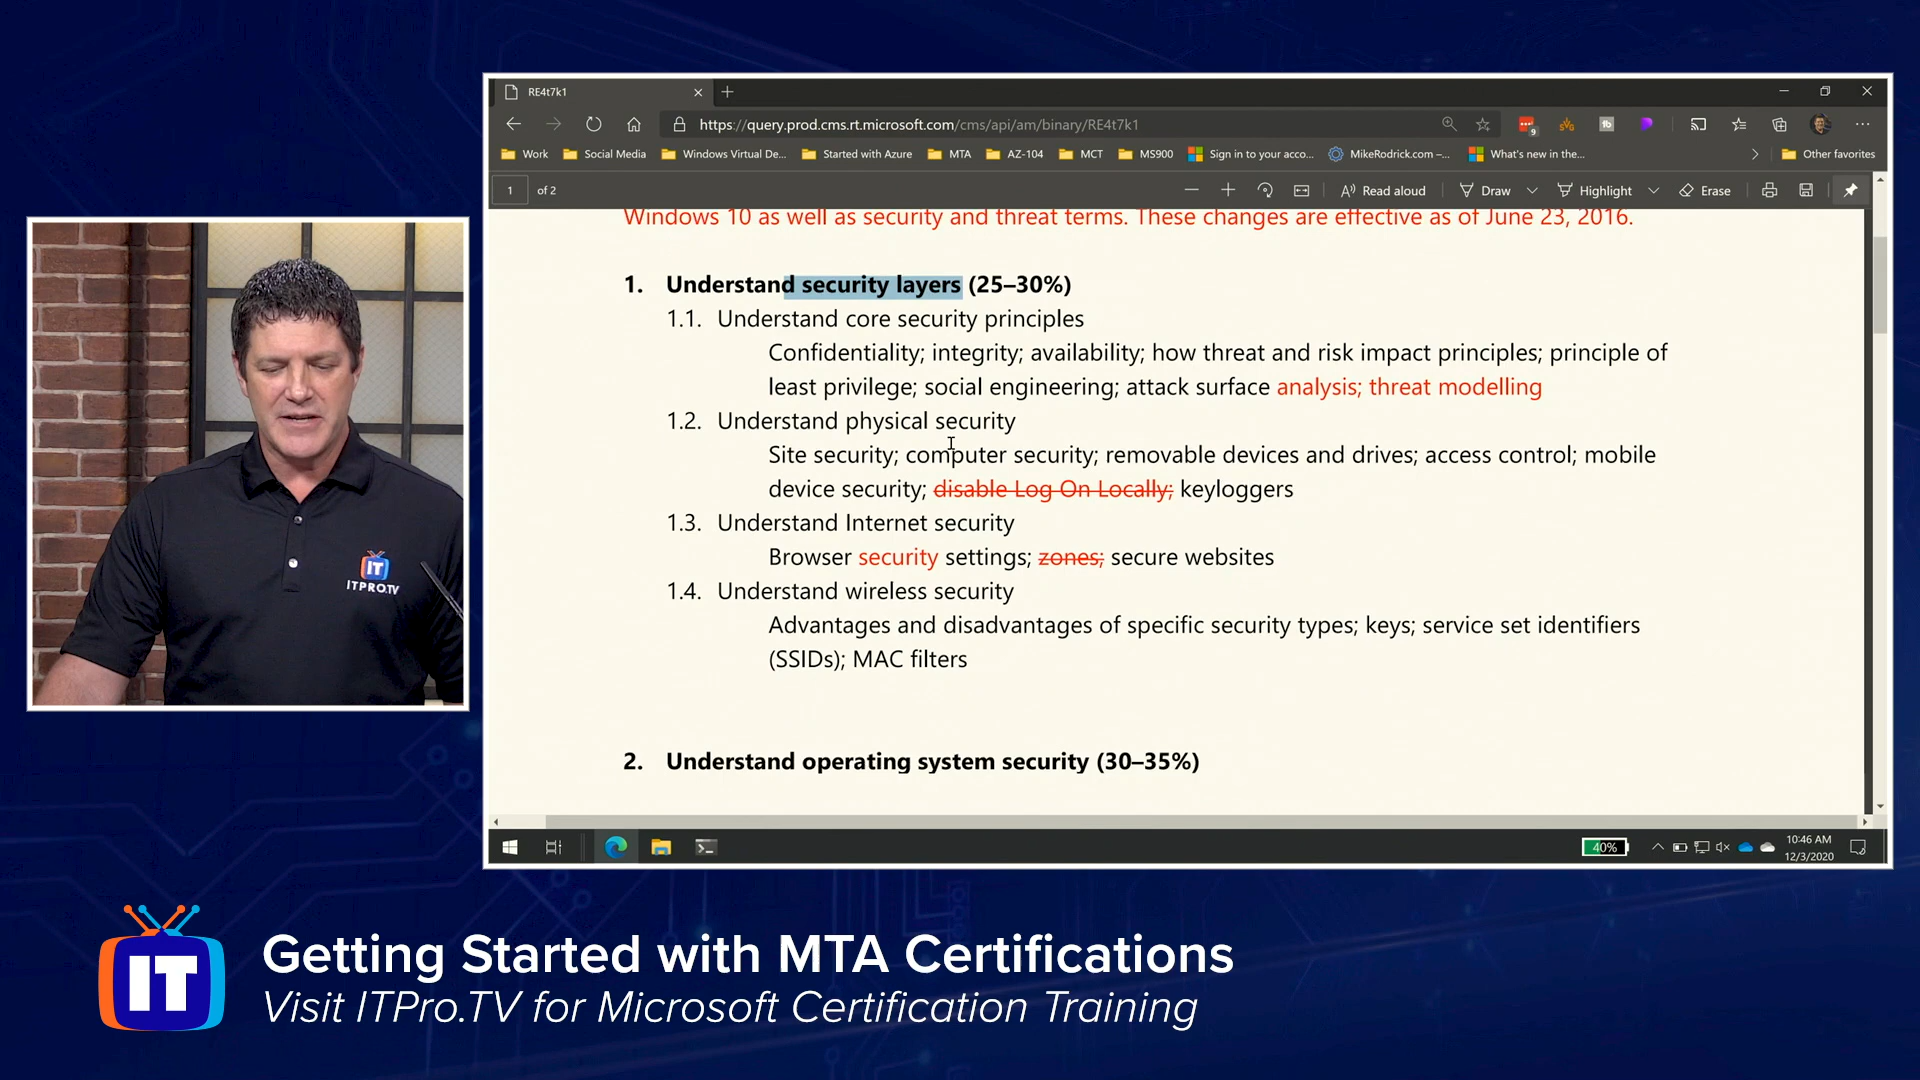 RE4t7k1
https://query.prod.cms.rt.microsoft.com/cms/api/am/binary/RE4t7k1
9
Work Social Media Windows Virtual De... Started with Azure MTA AZ-104 MCT MS900 Sign in to your acco... MikeRodrick.com –... What's new in the... Other favorites
1 of 2 Read aloud Draw Highlight Erase
Windows 10 as well as security and threat terms. These changes are effective as of June 23, 2016.
1. Understand security layers (25–30%)
1.1. Understand core security principles
Confidentiality; integrity; availability; how threat and risk impact principles; principle of
least privilege; social engineering; attack surface analysis; threat modelling
1.2. Understand physical security
Site security; computer security; removable devices and drives; access control; mobile
device security; disable Log On Locally; keyloggers
1.3. Understand Internet security
Browser security settings; zones; secure websites
1.4. Understand wireless security
Advantages and disadvantages of specific security types; keys; service set identifiers
(SSIDs); MAC filters
2. Understand operating system security (30–35%)
40%
10:46 AM
12/3/2020
IT
ITPRO.TV
IT
Getting Started with MTA Certifications
Visit ITPro.TV for Microsoft Certification Training